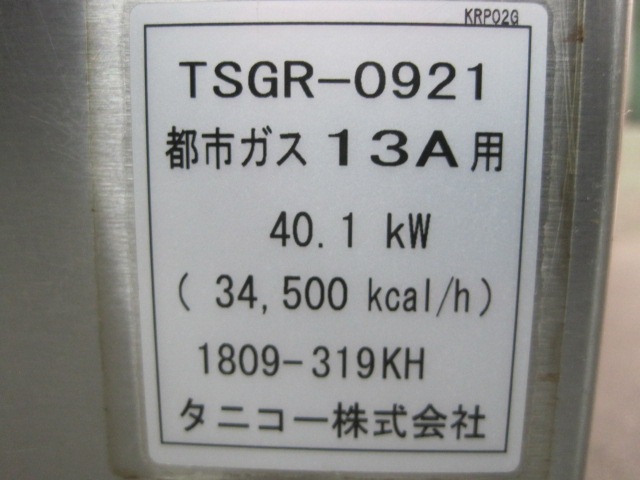 KRP02G
TSGR-0921
都市ガス 13A用
40.1 kW
( 34,500 kcal/h)
1809-319KH
タニコー株式会社